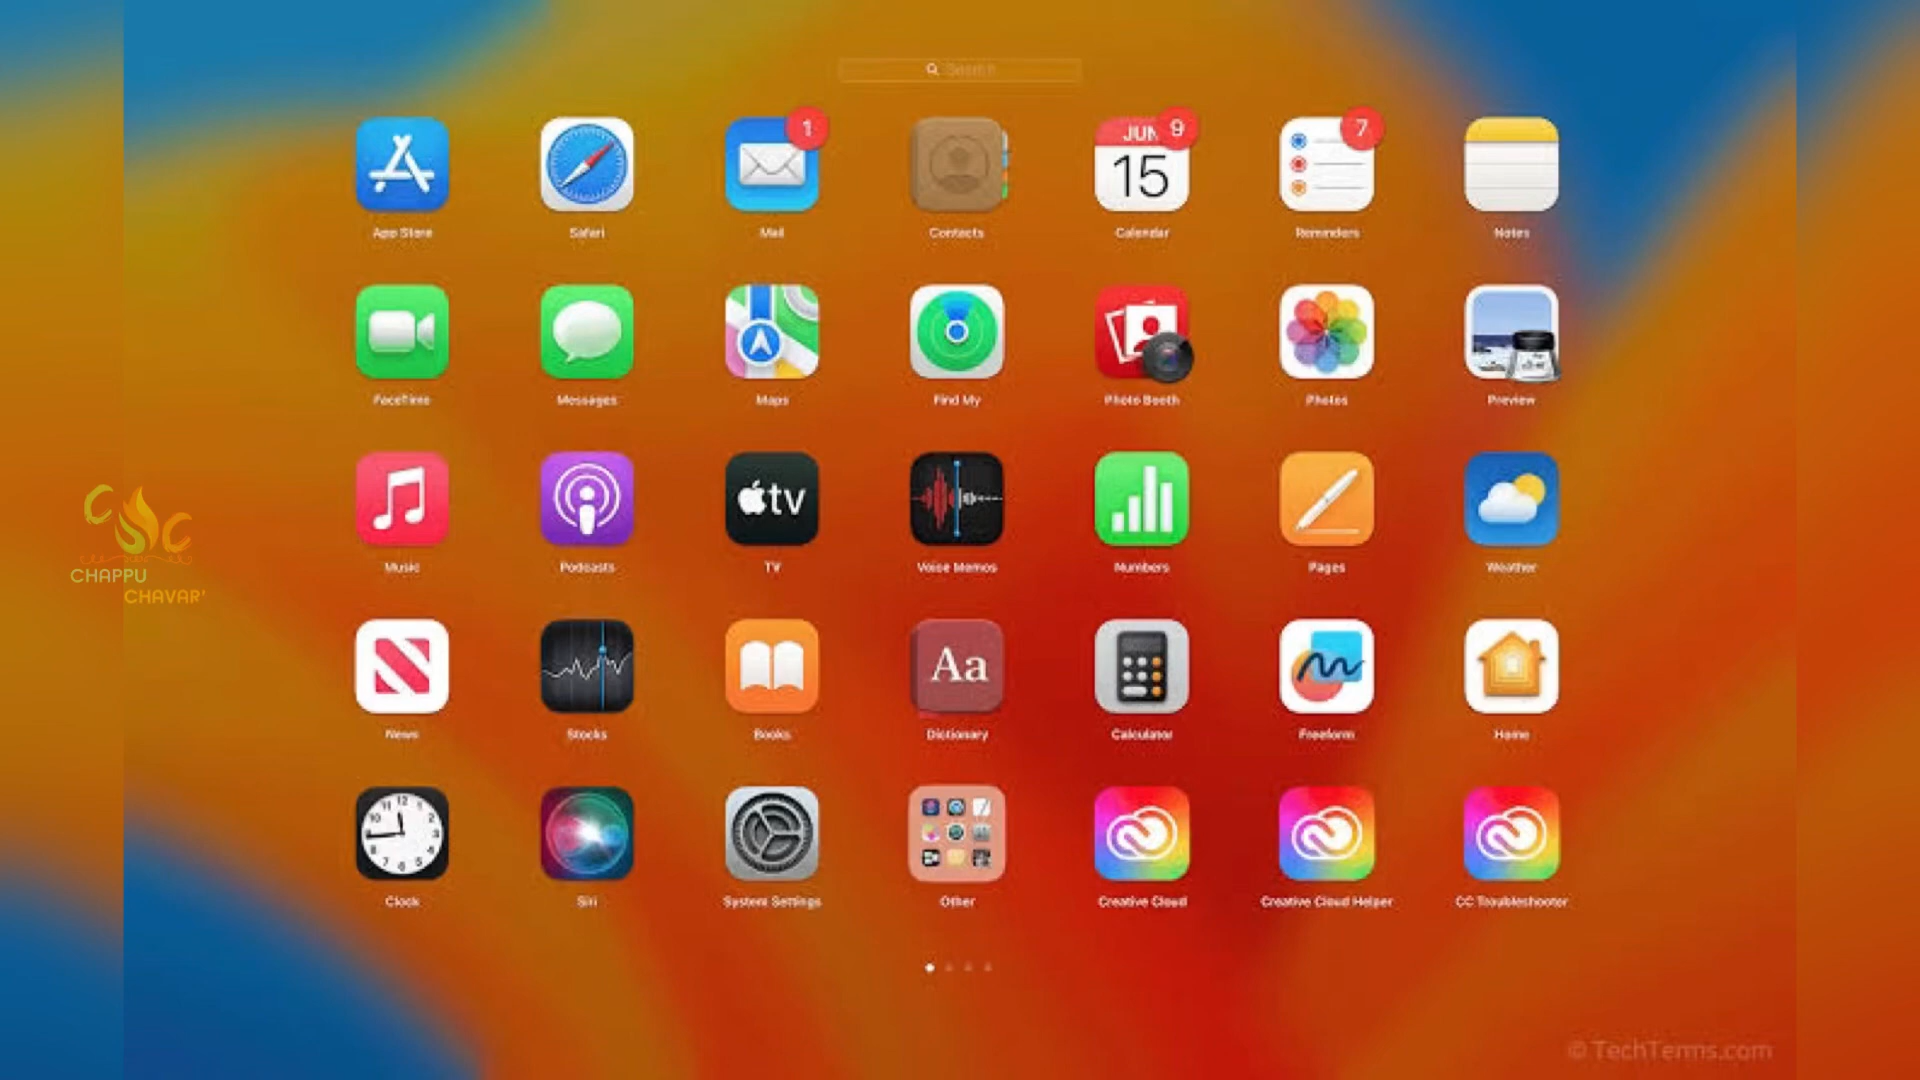 Search
1
JUN 9
15
7
App Store Safari Mail Contacts Calendar Reminders Notes
FaceTime Messages Maps Find My Photo Booth Photos Preview
tv
Music Podcasts TV Voice Memos Numbers Pages Weather
CSC
CHAPPU
CHAVAR'
Aa
News Stocks Books Dictionary Calculator Freeform Home
Clock Siri System Settings Other Creative Cloud Creative Cloud Helper CC Troubleshooter
© TechTerms.com